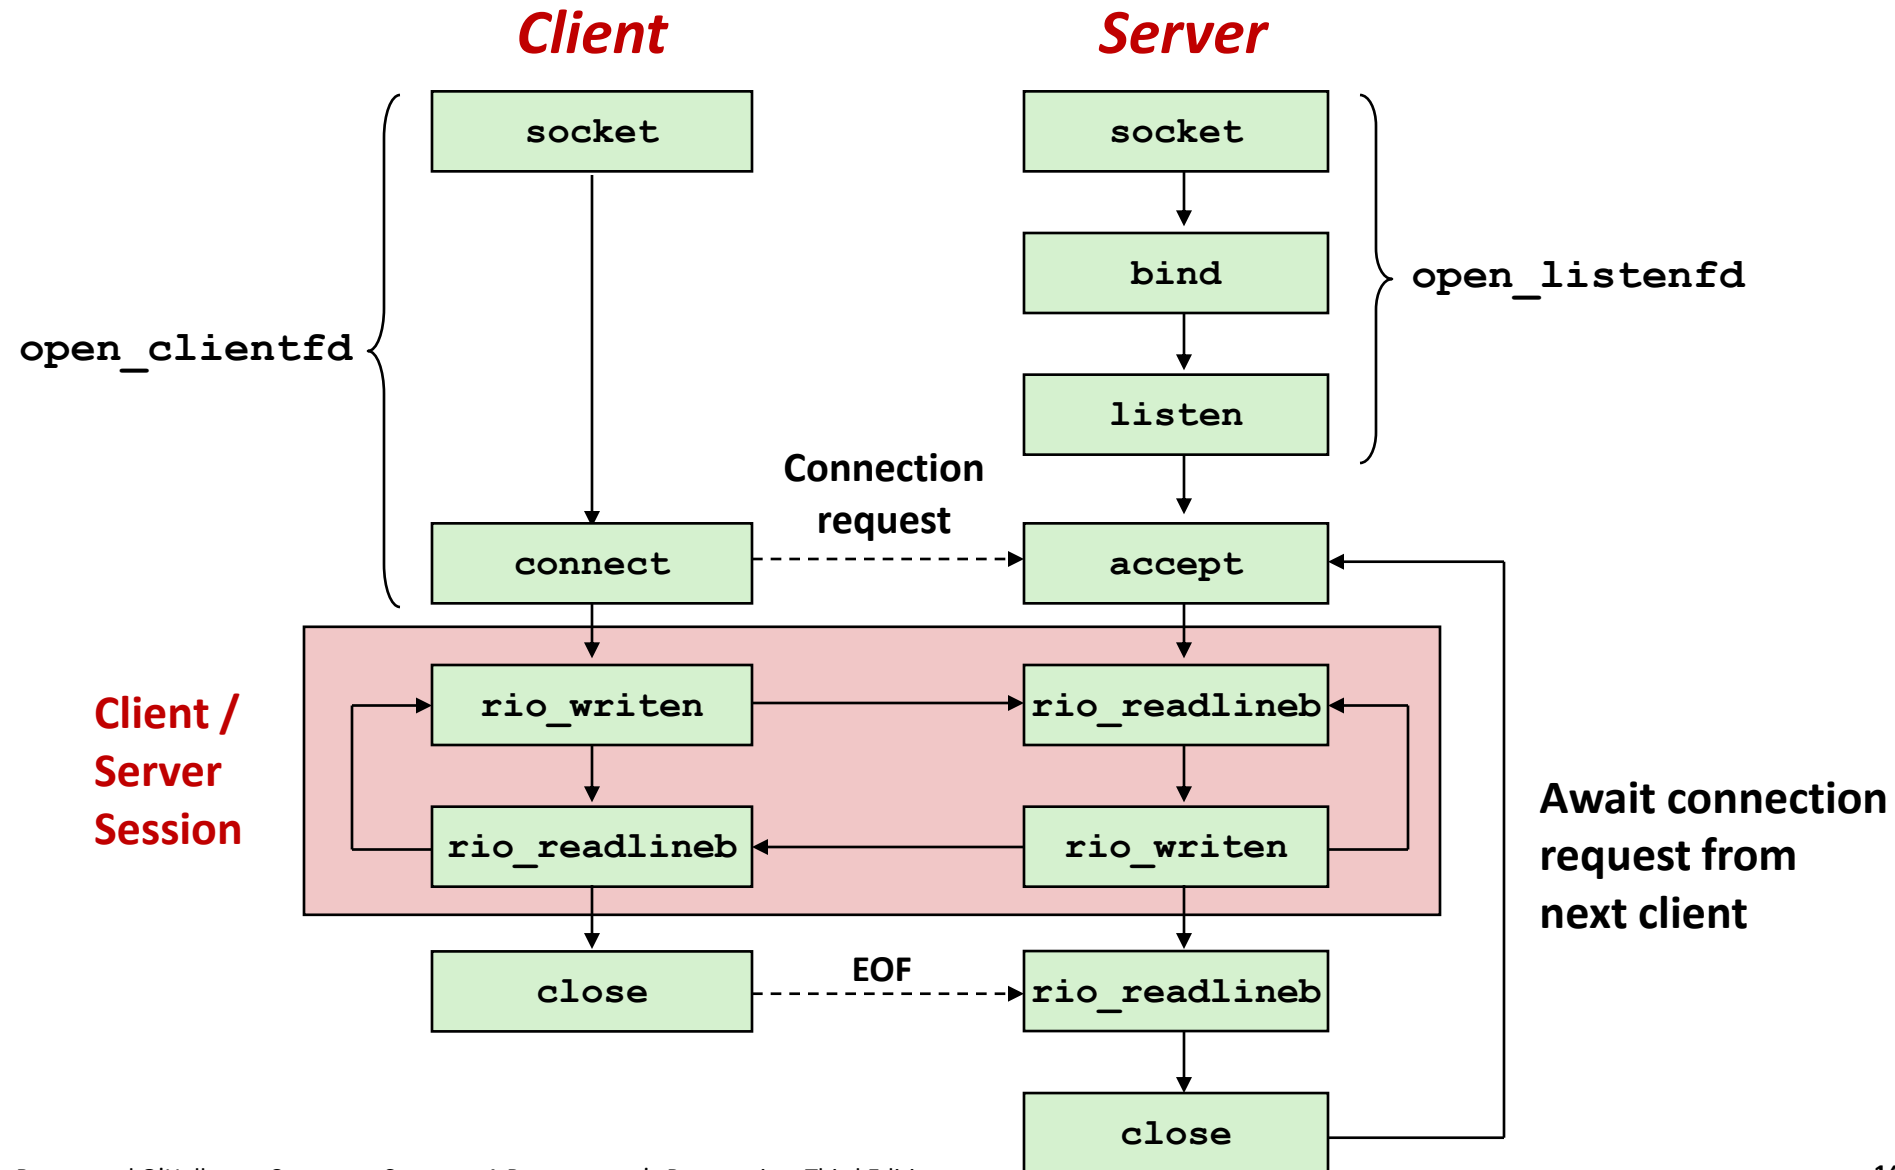 Client
Server
socket
socket
bind
open_listenfd
open_clientfd
listen
Connection
request
connect
accept
Client /
Server
Session
rio_writen
rio_readlineb
Await connection
request from
next client
rio_readlineb
rio_writen
close
EOF
rio_readlineb
close